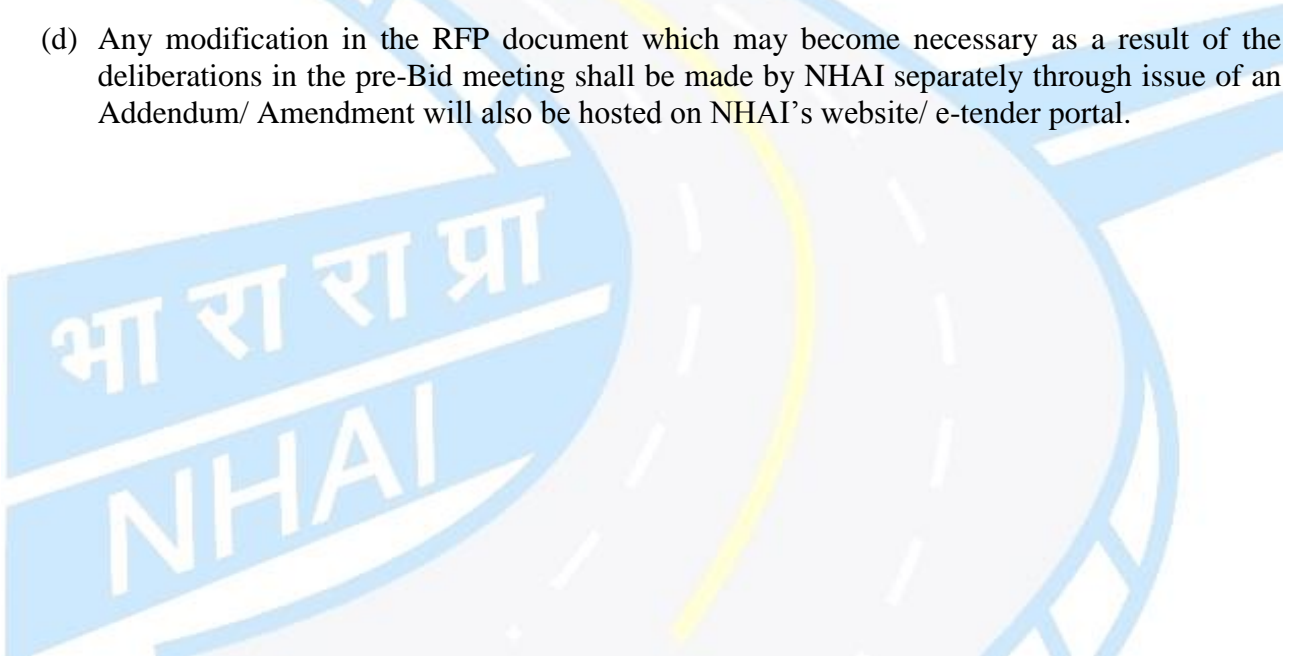 (d) Any modification in the RFP document which may become necessary as a result of the
deliberations in the pre-Bid meeting shall be made by NHAI separately through issue of an
Addendum/ Amendment will also be hosted on NHAI’s website/ e-tender portal.
भा रा रा प्रा
NHAI